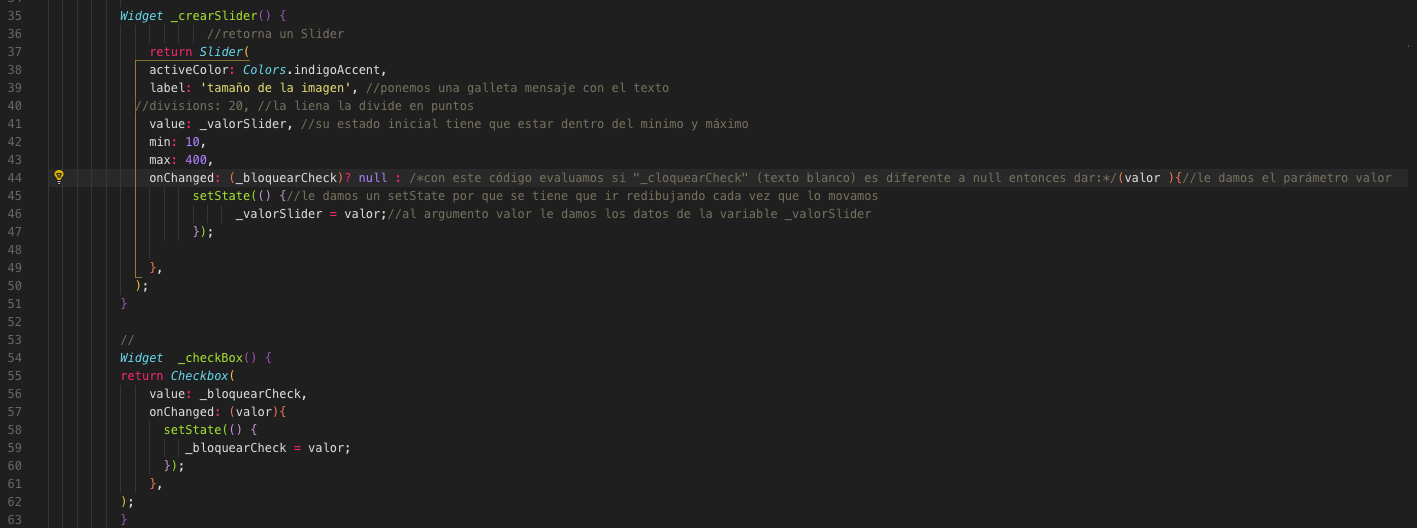 35 Widget _crearSlider() {
36 //retorna un Slider
37 return Slider(
38 activeColor: Colors.indigoAccent,
39 label: 'tamaño de la imagen', //ponemos una galleta mensaje con el texto
40 //divisions: 20, //la liena la divide en puntos
41 value: _valorSlider, //su estado inicial tiene que estar dentro del minimo y máximo
42 min: 10,
43 max: 400,
44 onChanged: (_bloquearCheck)? null : /*con este código evaluamos si "_cloquearCheck" (texto blanco) es diferente a null entonces dar:*/(valor ){//le damos el parámetro valor
45 setState(() {//le damos un setState por que se tiene que ir redibujando cada vez que lo movamos
46 _valorSlider = valor;//al argumento valor le damos los datos de la variable _valorSlider
47 });
48
49 },
50 );
51 }
52
53 //
54 Widget  _checkBox() {
55 return Checkbox(
56 value: _bloquearCheck,
57 onChanged: (valor){
58 setState(() {
59 _bloquearCheck = valor;
60 });
61 },
62 );
63 }